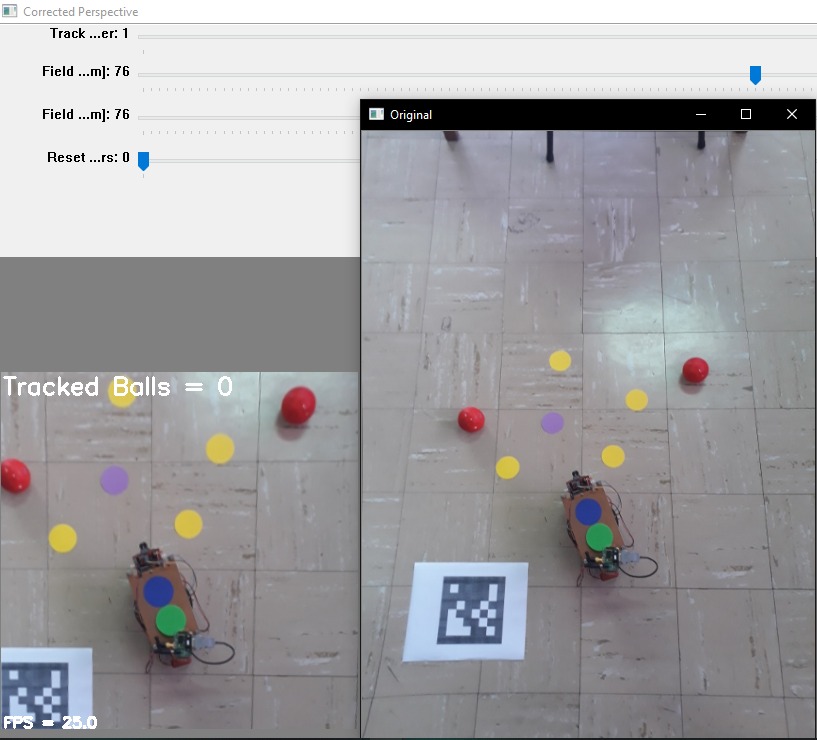 Corrected Perspective
Track ...er: 1
Field ...m]: 76
Field ...m]: 76
Reset ...rs: 0
Original
Tracked Balls = 0
FPS = 25.0